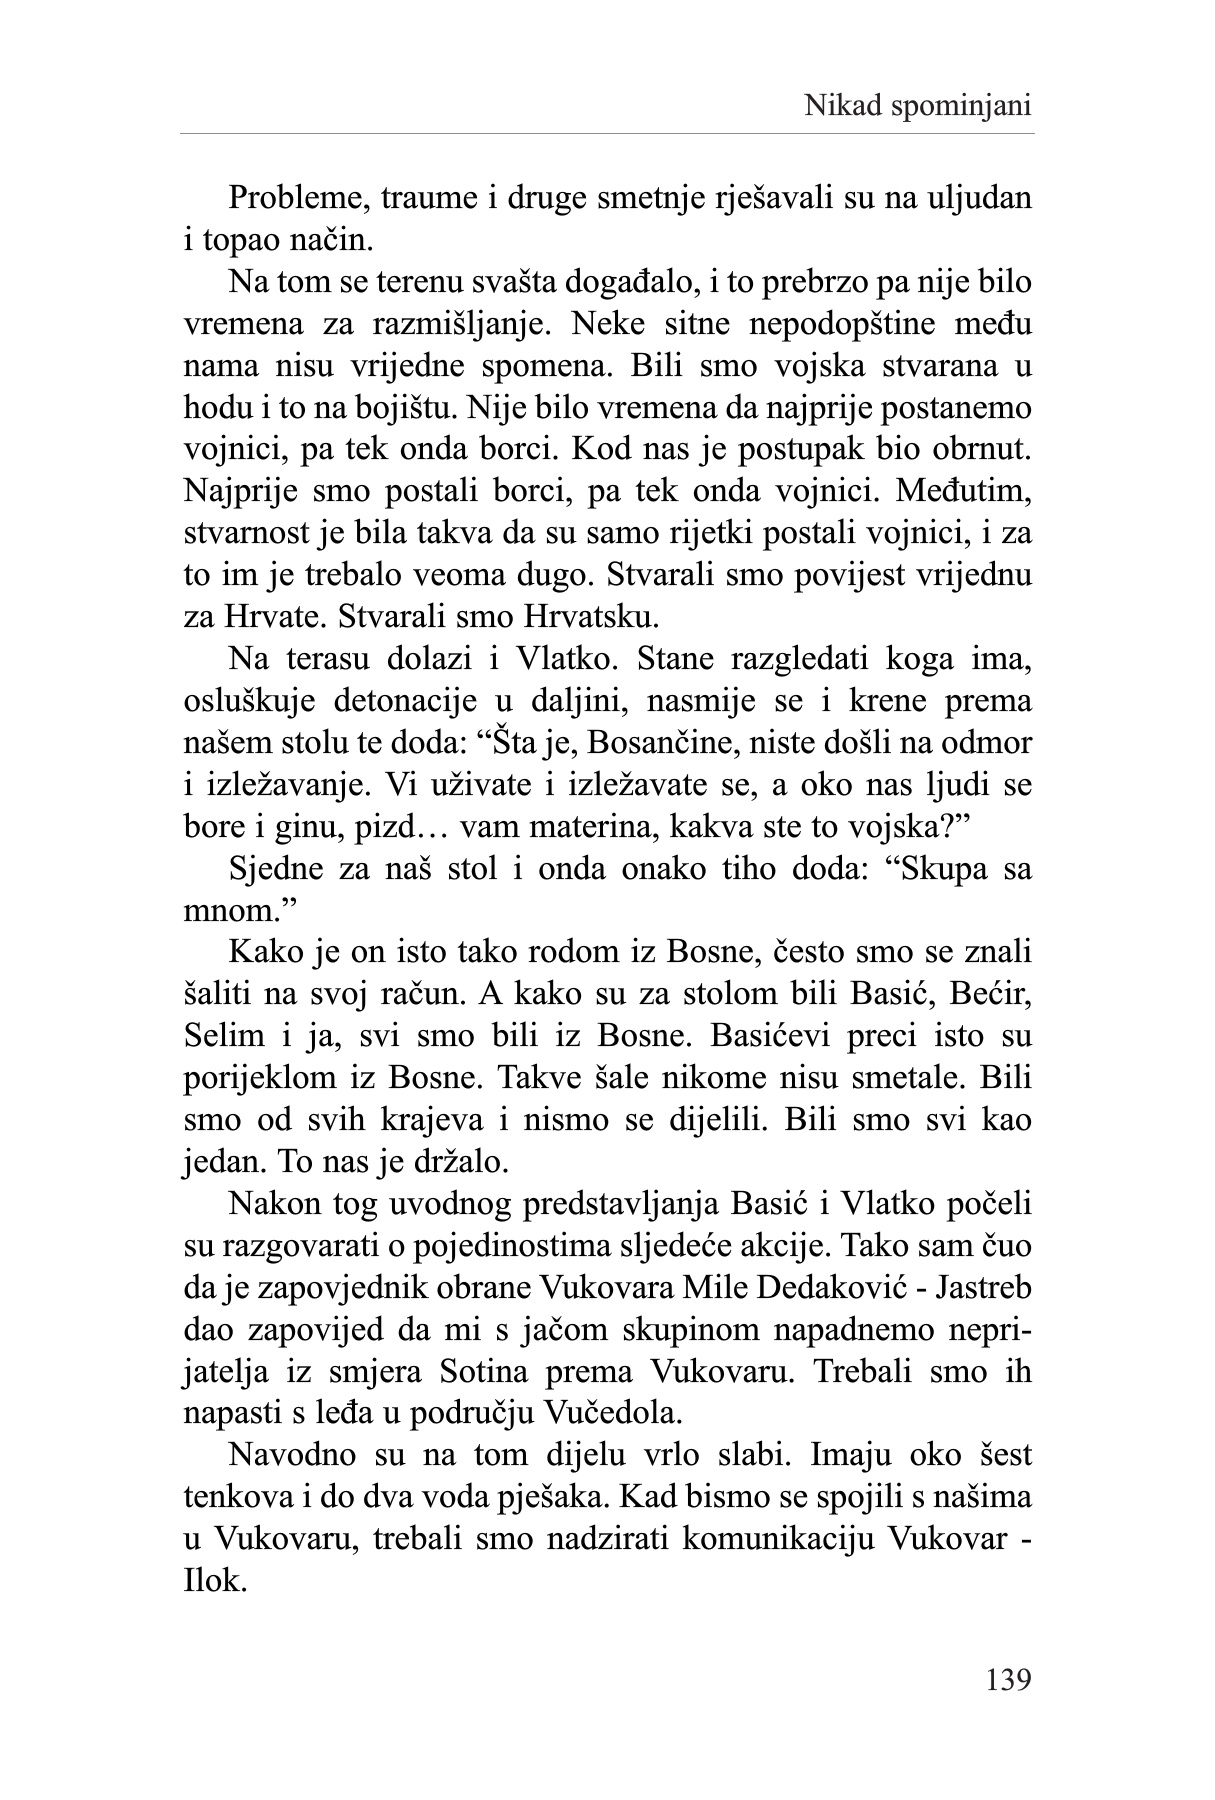 Nikad spominjani
Probleme, traume i druge smetnje rješavali su na uljudan
i topao način.
Na tom se terenu svašta događalo, i to prebrzo pa nije bilo
vremena za razmišljanje. Neke sitne nepodopštine među
nama nisu vrijedne spomena. Bili smo vojska stvarana u
hodu i to na bojištu. Nije bilo vremena da najprije postanemo
vojnici, pa tek onda borci. Kod nas je postupak bio obrnut.
Najprije smo postali borci, pa tek onda vojnici. Međutim,
stvarnost je bila takva da su samo rijetki postali vojnici, i za
to im je trebalo veoma dugo. Stvarali smo povijest vrijednu
za Hrvate. Stvarali smo Hrvatsku.
Na terasu dolazi i Vlatko. Stane razgledati koga ima,
osluškuje detonacije u daljini, nasmije se i krene prema
našem stolu te doda: “Šta je, Bosančine, niste došli na odmor
i izležavanje. Vi uživate i izležavate se, a oko nas ljudi se
bore i ginu, pizd… vam materina, kakva ste to vojska?”
Sjedne za naš stol i onda onako tiho doda: “Skupa sa
mnom.”
Kako je on isto tako rodom iz Bosne, često smo se znali
šaliti na svoj račun. A kako su za stolom bili Basić, Bećir,
Selim i ja, svi smo bili iz Bosne. Basićevi preci isto su
porijeklom iz Bosne. Takve šale nikome nisu smetale. Bili
smo od svih krajeva i nismo se dijelili. Bili smo svi kao
jedan. To nas je držalo.
Nakon tog uvodnog predstavljanja Basić i Vlatko počeli
su razgovarati o pojedinostima sljedeće akcije. Tako sam čuo
da je zapovjednik obrane Vukovara Mile Dedaković - Jastreb
dao zapovijed da mi s jačom skupinom napadnemo nepri-
jatelja iz smjera Sotina prema Vukovaru. Trebali smo ih
napasti s leđa u području Vučedola.
Navodno su na tom dijelu vrlo slabi. Imaju oko šest
tenkova i do dva voda pješaka. Kad bismo se spojili s našima
u Vukovaru, trebali smo nadzirati komunikaciju Vukovar -
Ilok.
139